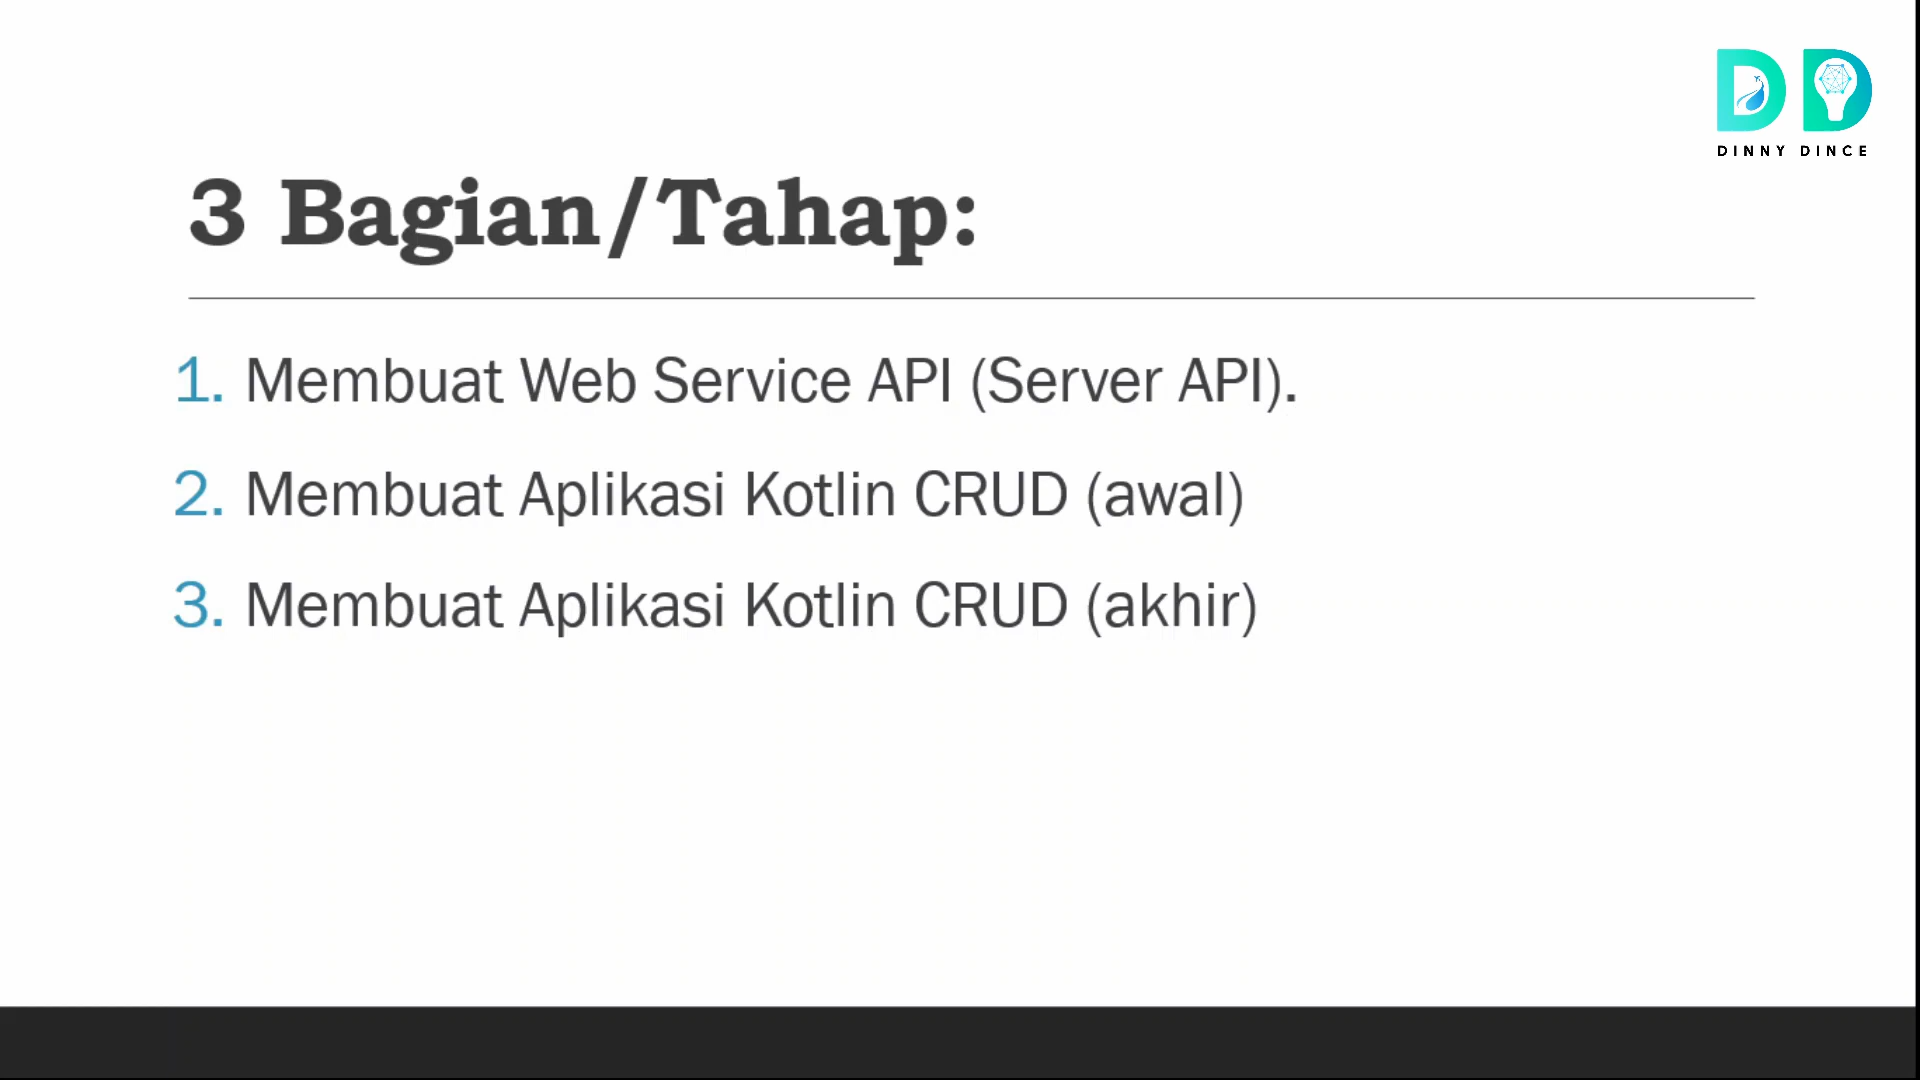 DD
DINNY DINCE
3 Bagian/Tahap:
1. Membuat Web Service API (Server API).
2. Membuat Aplikasi Kotlin CRUD (awal)
3. Membuat Aplikasi Kotlin CRUD (akhir)